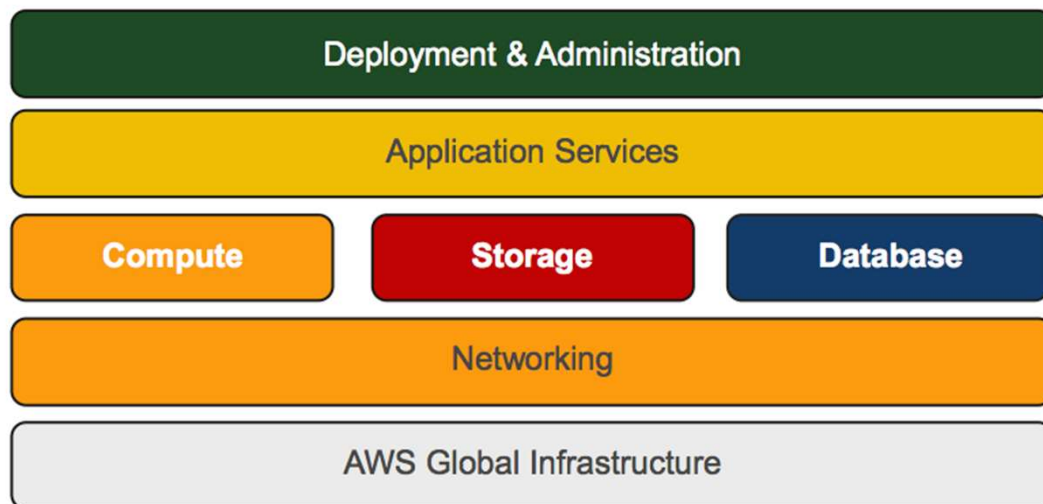 Deployment & Administration
Application Services
Compute Storage Database
Networking
AWS Global Infrastructure